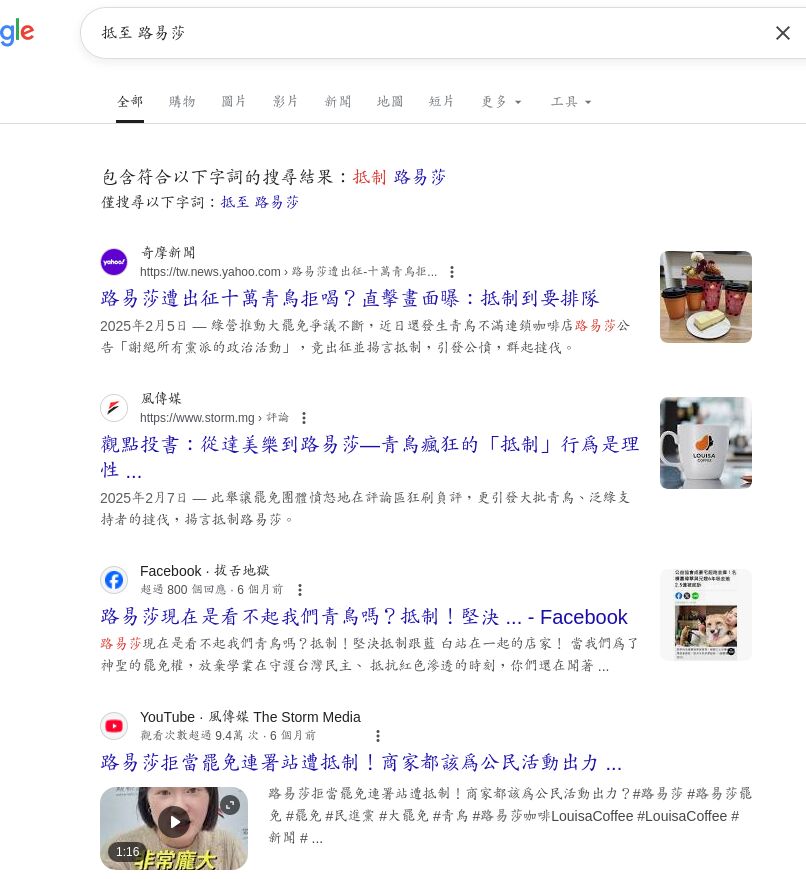 gle
抵至 路易莎
全部 購物 圖片 影片 新聞 地圖 短片 更多 工具
包含符合以下字詞的搜尋結果：抵制 路易莎
僅搜尋以下字詞：抵至 路易莎
yahoo!
奇摩新聞
https://tw.news.yahoo.com › 路易莎遭出征-十萬青鳥拒...
路易莎遭出征十萬青鳥拒喝？直擊畫面曝：抵制到要排隊
2025年2月5日 — 綠營推動大罷免爭議不斷，近日還發生青鳥不滿連鎖咖啡店路易莎公
告「謝絕所有黨派的政治活動」，竟出征並揚言抵制，引發公憤，群起撻伐。
風傳媒
https://www.storm.mg › 評論
觀點投書：從達美樂到路易莎—青鳥瘋狂的「抵制」行為是理
性 ...
2025年2月7日 — 此舉讓罷免團體憤怒地在評論區狂刷負評，更引發大批青鳥、泛綠支
持者的撻伐，揚言抵制路易莎。
LOUISA
COFFEE
Facebook · 拔舌地獄
超過 800 個回應 · 6 個月前
路易莎現在是看不起我們青鳥嗎？抵制！堅決 ... - Facebook
路易莎現在是看不起我們青鳥嗎？抵制！堅決抵制跟藍 白站在一起的店家！ 當我們為了
神聖的罷免權，放棄學業在守護台灣民主、 抵抗紅色滲透的時刻，你們還在聞著 ...
YouTube · 風傳媒 The Storm Media
觀看次數超過 9.4萬 次 · 6 個月前
路易莎拒當罷免連署站遭抵制！商家都該為公民活動出力 ...
路易莎拒當罷免連署站遭抵制！商家都該為公民活動出力？#路易莎 #路易莎罷
免 #罷免 #民進黨 #大罷免 #青鳥 #路易莎咖啡LouisaCoffee #LouisaCoffee #
新聞 # ...
1:16
非常龐大